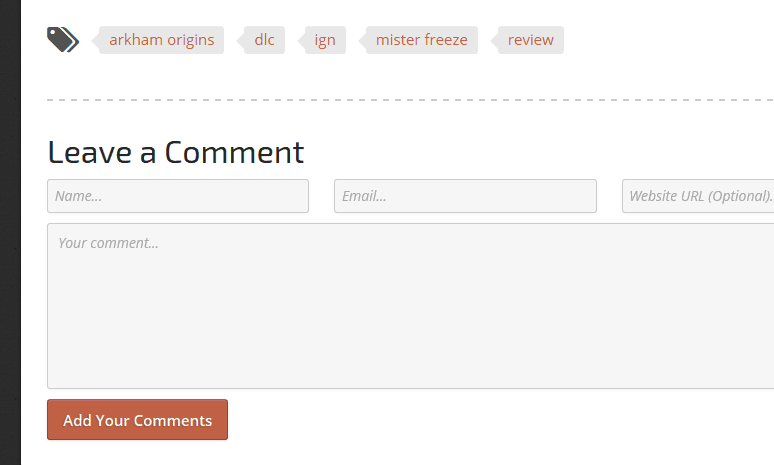 arkham origins dlc ign mister freeze review
Leave a Comment
Name... Email... Website URL (Optional)..
Your comment...
Add Your Comments